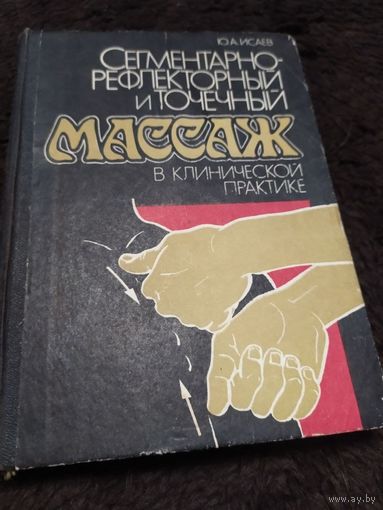 Ю.А.ИСАЕВ
СЕГМЕНТАРНО-
РЕФЛЕКТОРНЫЙ
И ТОЧЕЧНЫЙ
МАССАЖ
В КЛИНИЧЕСКОЙ
ПРАКТИКЕ
www.ay.by